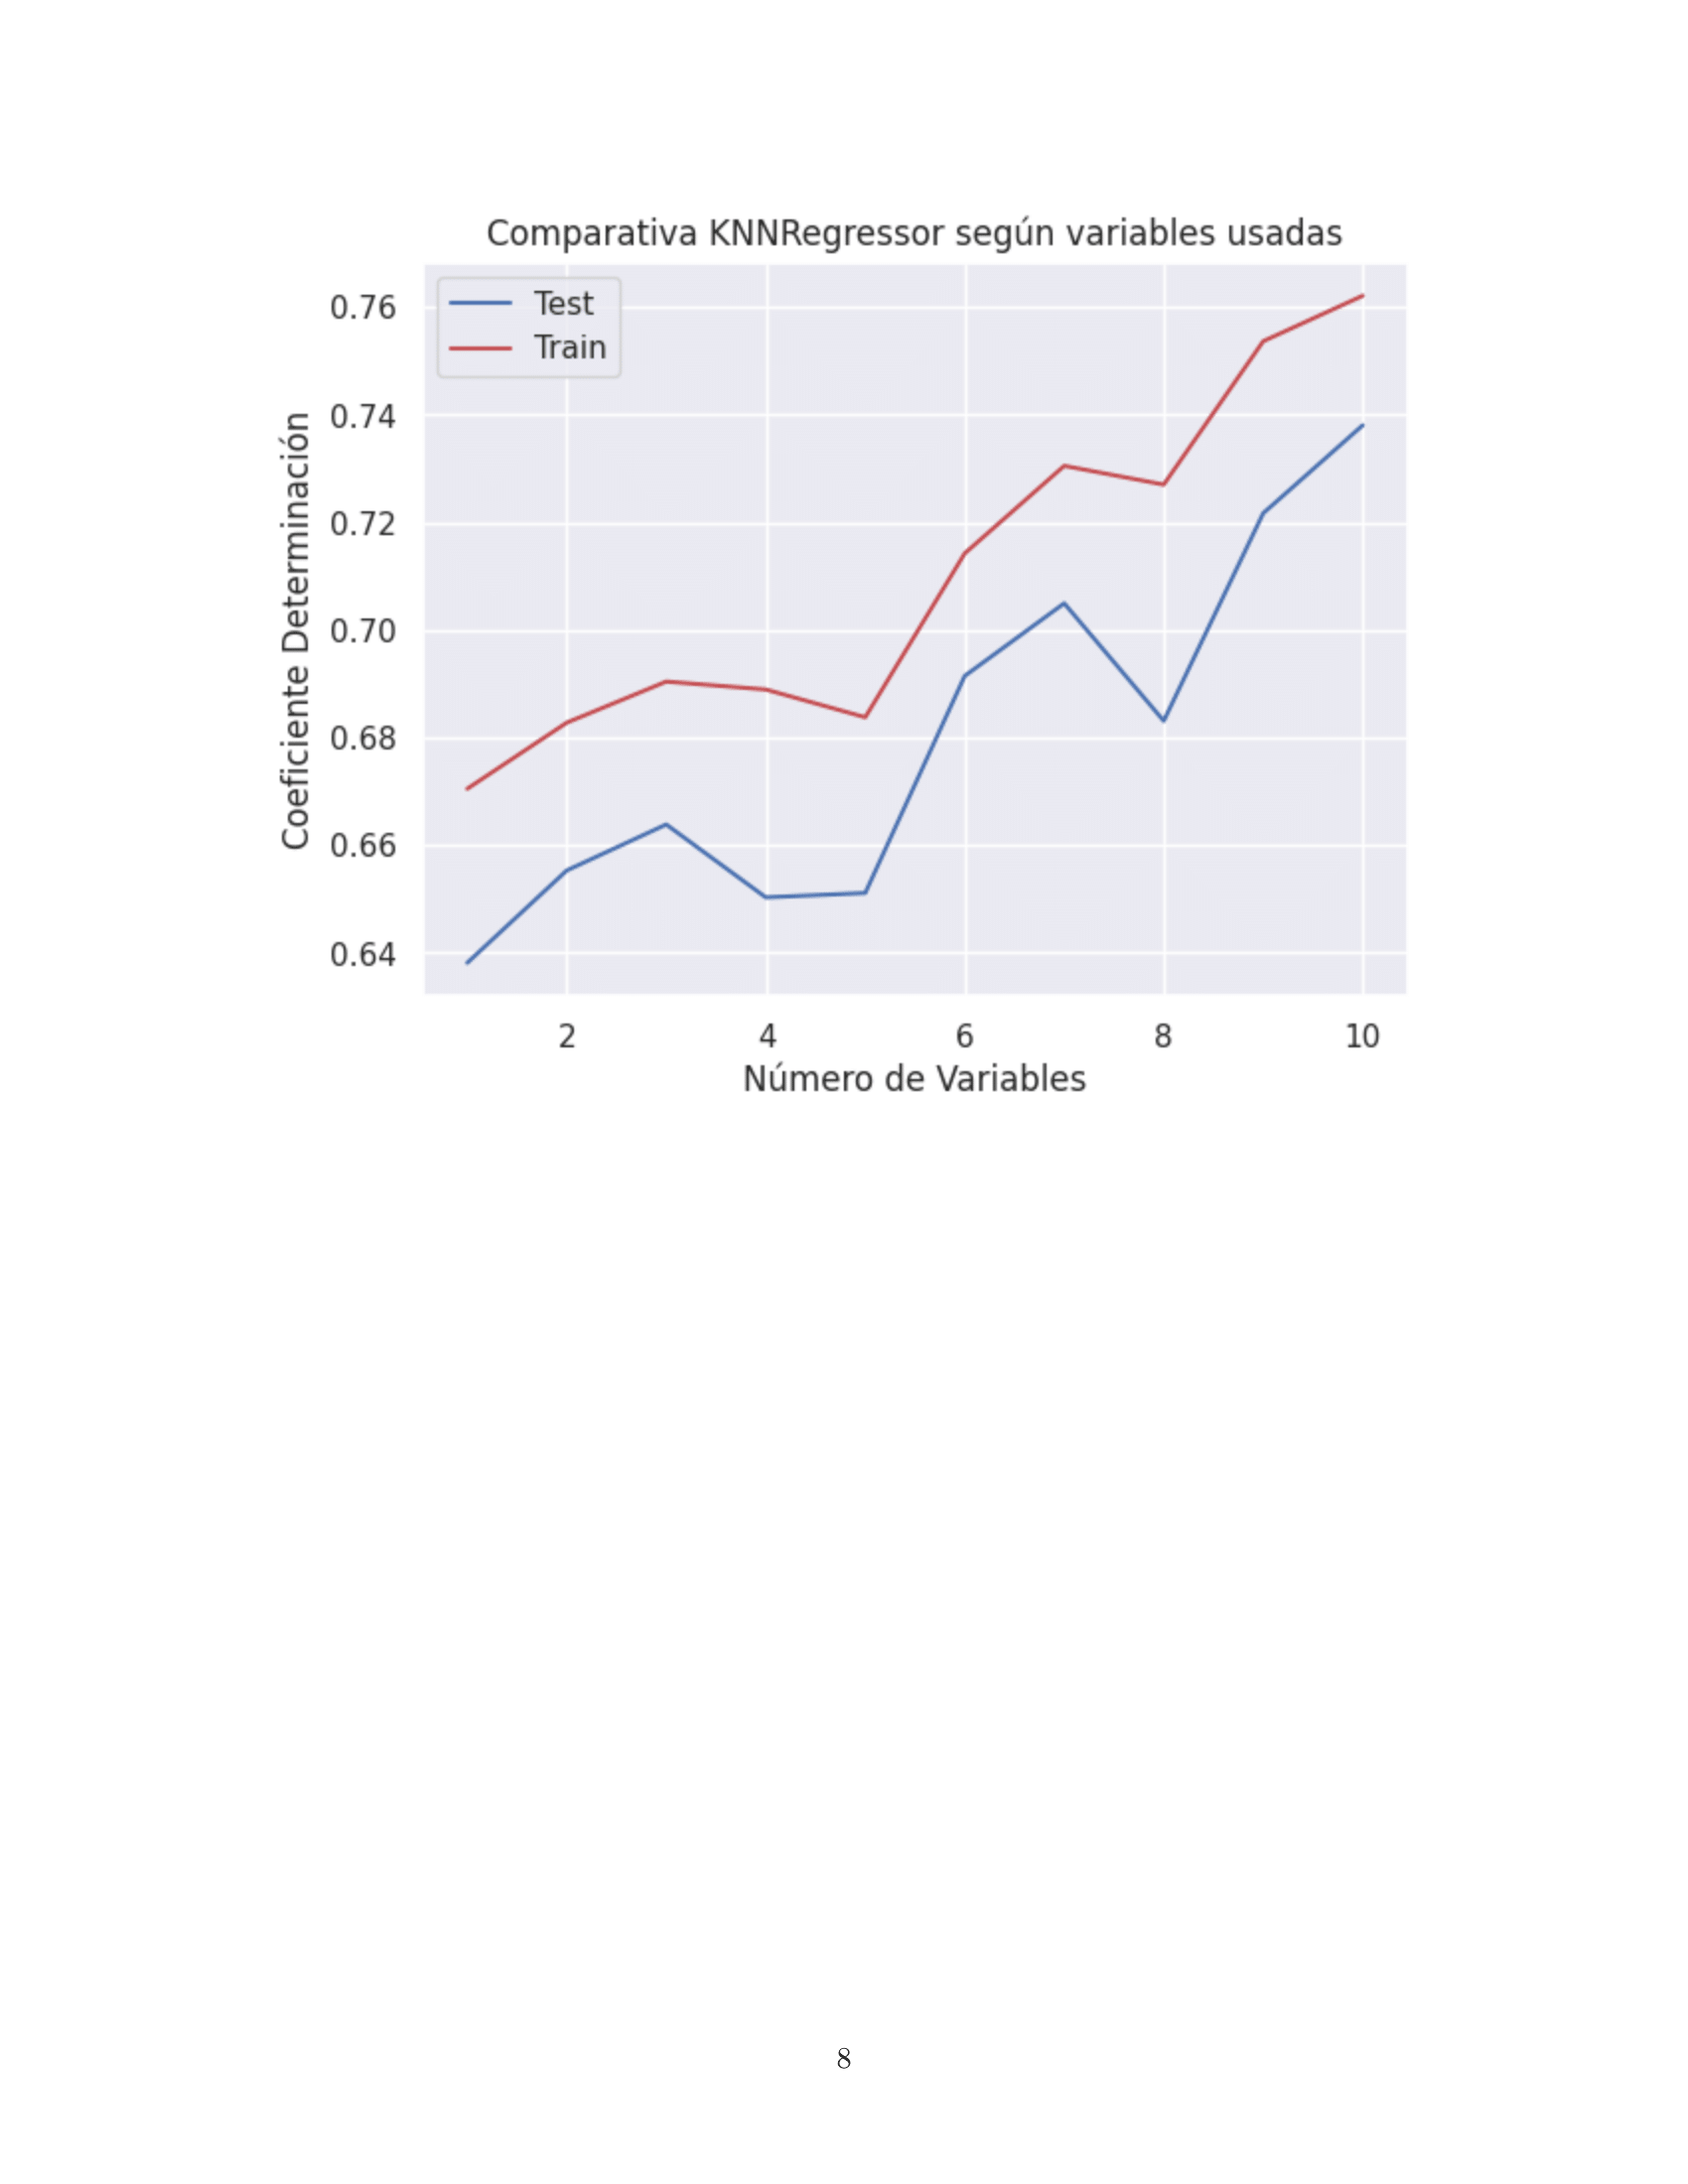 Comparativa KNNRegressor según variables usadas
Test
Train
0.76
0.74
0.72
0.70
0.68
0.66
0.64
Coeficiente Determinación
2 4 6 8 10
Número de Variables
8